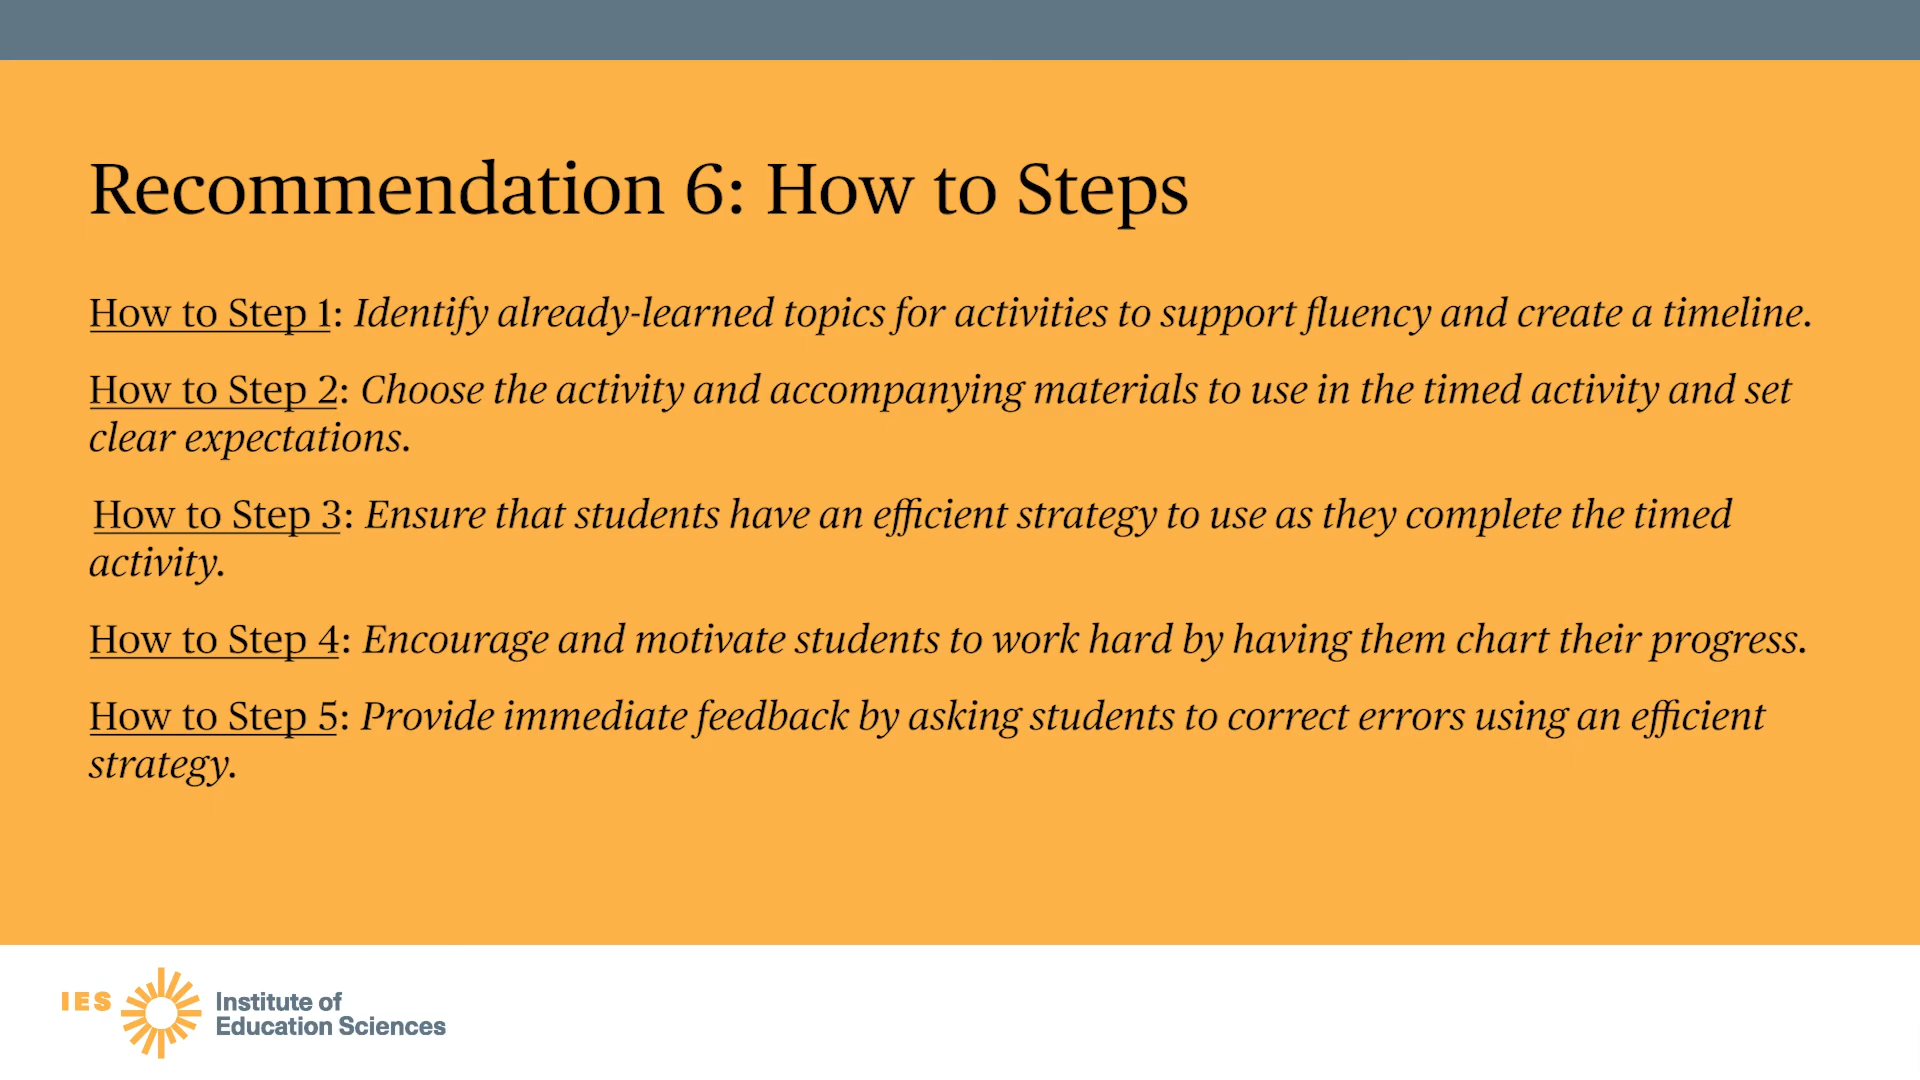 Recommendation 6: How to Steps
How to Step 1: Identify already-learned topics for activities to support fluency and create a timeline.
How to Step 2: Choose the activity and accompanying materials to use in the timed activity and set
clear expectations.
How to Step 3: Ensure that students have an efficient strategy to use as they complete the timed
activity.
How to Step 4: Encourage and motivate students to work hard by having them chart their progress.
How to Step 5: Provide immediate feedback by asking students to correct errors using an efficient
strategy.
IES
Institute of
Education Sciences